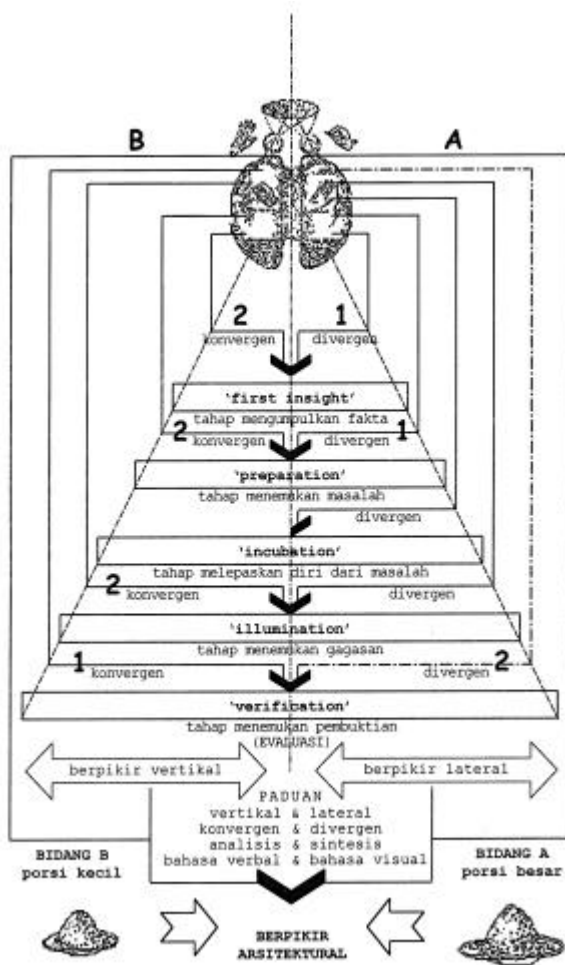 B A
2 1
konvergen divergen
'first insight'
tahap mengumpulkan fakta
2 konvergen divergen 1
'preparation'
tahap menemukan masalah
divergen
'incubation'
tahap melepaskan diri dari masalah
2 konvergen divergen
'illumination'
tahap menemukan gagasan
1 konvergen divergen 2
'verification'
tahap menemukan pembuktian
(EVALUASI)
berpikir vertikal berpikir lateral
PADUAN
vertikal & lateral
konvergen & divergen
analisis & sintesis
bahasa verbal & bahasa visual
BIDANG B
porsi kecil
BIDANG A
porsi besar
BERPIKIR
ARSITEKTURAL